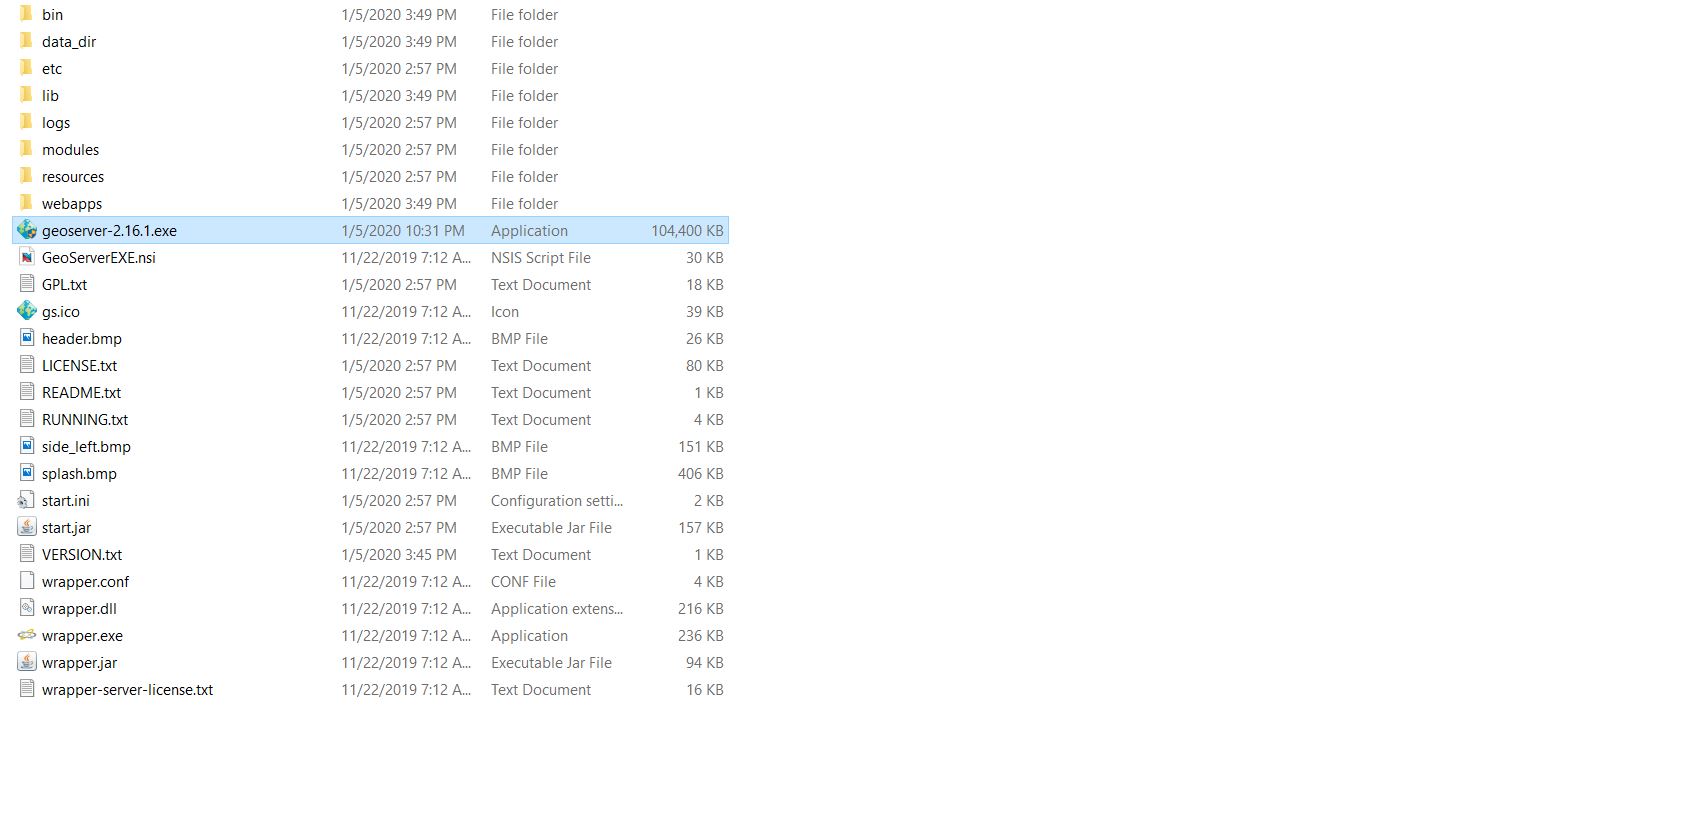 bin 1/5/2020 3:49 PM File folder
data_dir 1/5/2020 3:49 PM File folder
etc 1/5/2020 2:57 PM File folder
lib 1/5/2020 3:49 PM File folder
logs 1/5/2020 2:57 PM File folder
modules 1/5/2020 2:57 PM File folder
resources 1/5/2020 2:57 PM File folder
webapps 1/5/2020 3:49 PM File folder
geoserver-2.16.1.exe 1/5/2020 10:31 PM Application 104,400 KB
GeoServerEXE.nsi 11/22/2019 7:12 A... NSIS Script File 30 KB
GPL.txt 1/5/2020 2:57 PM Text Document 18 KB
gs.ico 11/22/2019 7:12 A... Icon 39 KB
header.bmp 11/22/2019 7:12 A... BMP File 26 KB
LICENSE.txt 1/5/2020 2:57 PM Text Document 80 KB
README.txt 1/5/2020 2:57 PM Text Document 1 KB
RUNNING.txt 1/5/2020 2:57 PM Text Document 4 KB
side_left.bmp 11/22/2019 7:12 A... BMP File 151 KB
splash.bmp 11/22/2019 7:12 A... BMP File 406 KB
start.ini 1/5/2020 2:57 PM Configuration setti... 2 KB
start.jar 1/5/2020 2:57 PM Executable Jar File 157 KB
VERSION.txt 1/5/2020 3:45 PM Text Document 1 KB
wrapper.conf 11/22/2019 7:12 A... CONF File 4 KB
wrapper.dll 11/22/2019 7:12 A... Application extens... 216 KB
wrapper.exe 11/22/2019 7:12 A... Application 236 KB
wrapper.jar 11/22/2019 7:12 A... Executable Jar File 94 KB
wrapper-server-license.txt 11/22/2019 7:12 A... Text Document 16 KB